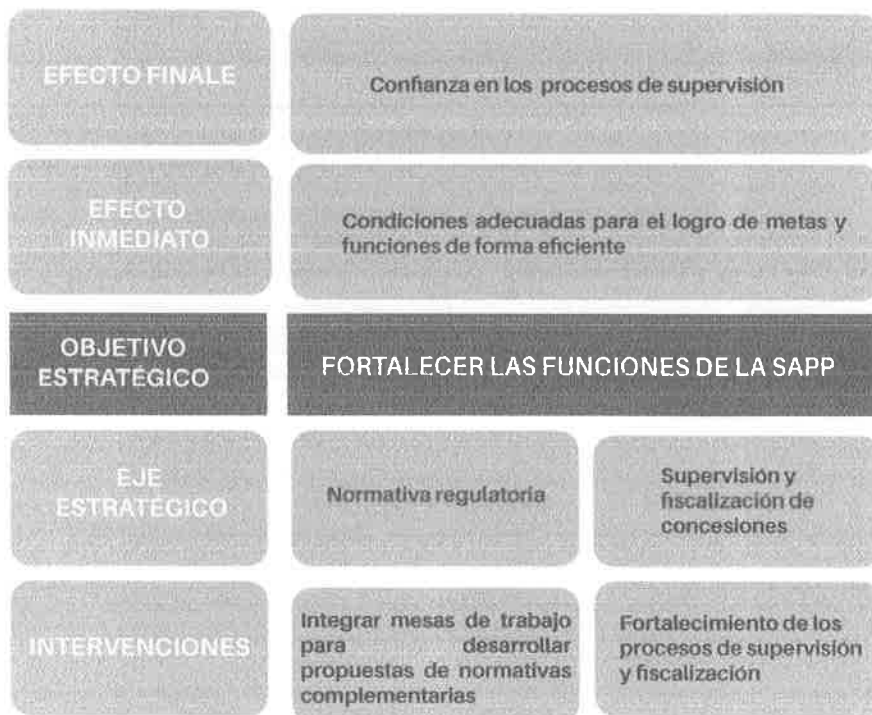 EFECTO FINALE
Confianza en los procesos de supervisión
EFECTO
INMEDIATO
Condiciones adecuadas para el logro de metas y
funciones de forma eficiente
OBJETIVO
ESTRATÉGICO
FORTALECER LAS FUNCIONES DE LA SAPP
EJE
ESTRATÉGICO
Normativa regulatoria
Supervisión y
fiscalización de
concesiones
INTERVENCIONES
Integrar mesas de trabajo
para desarrollar
propuestas de normativas
complementarias
Fortalecimiento de los
procesos de supervisión
y fiscalización